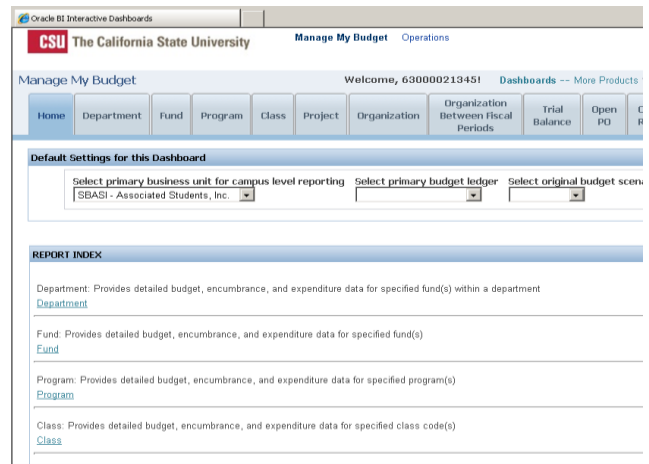 Oracle BI Interactive Dashboards
CSU The California State University
Manage My Budget Operations
Manage My Budget Welcome, 63000021345! Dashboards -- More Products
Home Department Fund Program Class Project Organization Organization Between Fiscal Periods Trial Balance Open PO
Default Settings for this Dashboard
Select primary business unit for campus level reporting Select primary budget ledger Select original budget
SBASI - Associated Students, Inc.
REPORT INDEX
Department: Provides detailed budget, encumbrance, and expenditure data for specified fund(s) within a department
Department
Fund: Provides detailed budget, encumbrance, and expenditure data for specified fund(s)
Fund
Program: Provides detailed budget, encumbrance, and expenditure data for specified program(s)
Program
Class: Provides detailed budget, encumbrance, and expenditure data for specified class code(s)
Class